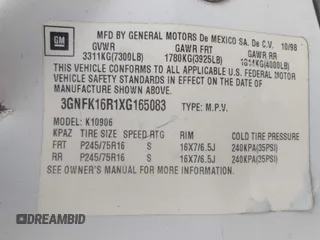 GM
MFD BY GENERAL MOTORS De MEXICO SA. De C.V. 10/98
GVWR GAWR FRT GAWR RR
3311KG(7300LB) 1780KG(3925LB) 1814KG(4000LB)
THIS VEHICLE CONFORMS TO ALL APPLICABLE U.S. FEDERAL MOTOR
VEHICLE SAFETY STANDARDS IN EFFECT ON THE DATE OF
MANUFACTURE SHOWN ABOVE.
3GNFK16R1XG165083 TYPE: M.P.V.
MODEL: K10906
KPAZ TIRE SIZE SPEED RTG RIM COLD TIRE PRESSURE
FRT P245/75R16 S 16X7/6.5J 240KPA(35PSI)
RR P245/75R16 S 16X7/6.5J 240KPA(35PSI)
SEE OWNER'S MANUAL FOR MORE INFORMATION.
DREAMBID